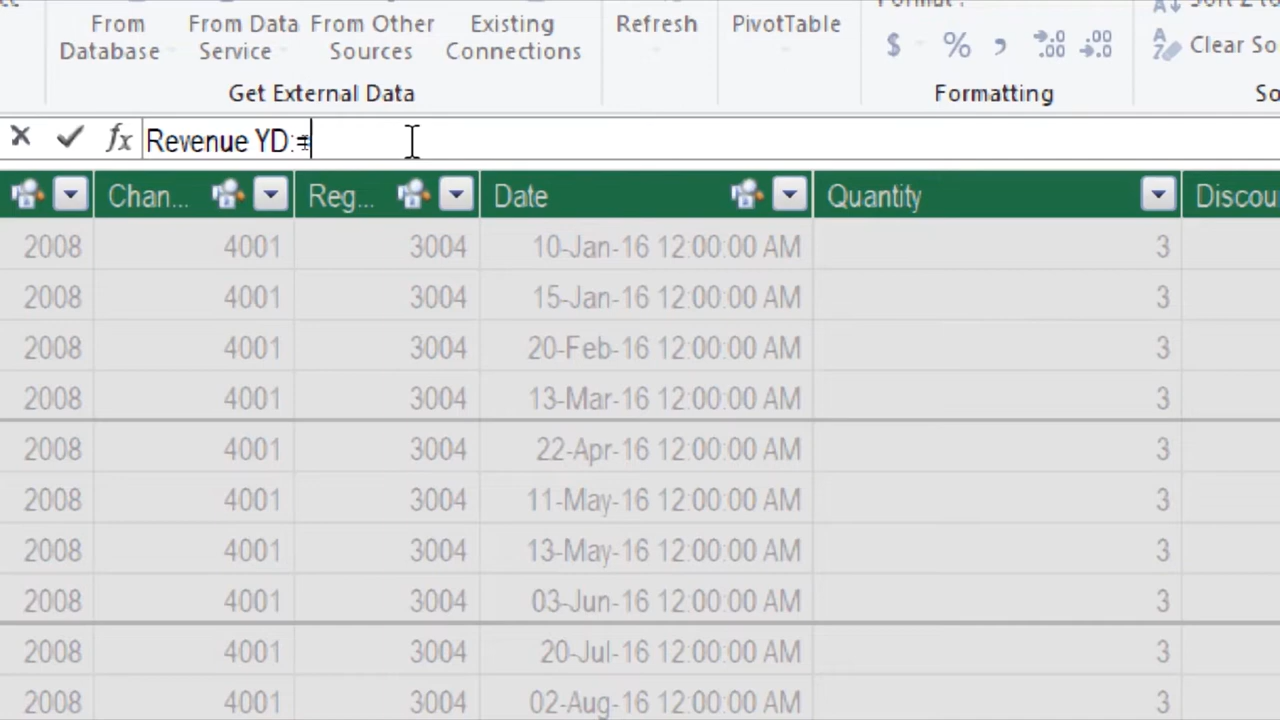 From Database
From Data Service
From Other Sources
Existing Connections
Refresh
PivotTable
$ % , .0 .00 .00 .0
Clear So
Get External Data
Formatting
So
fx Revenue YD:=
Chan... Reg... Date Quantity Discou
2008 4001 3004 10-Jan-16 12:00:00 AM 3
2008 4001 3004 15-Jan-16 12:00:00 AM 3
2008 4001 3004 20-Feb-16 12:00:00 AM 3
2008 4001 3004 13-Mar-16 12:00:00 AM 3
2008 4001 3004 22-Apr-16 12:00:00 AM 3
2008 4001 3004 11-May-16 12:00:00 AM 3
2008 4001 3004 13-May-16 12:00:00 AM 3
2008 4001 3004 03-Jun-16 12:00:00 AM 3
2008 4001 3004 20-Jul-16 12:00:00 AM 3
2008 4001 3004 02-Aug-16 12:00:00 AM 3